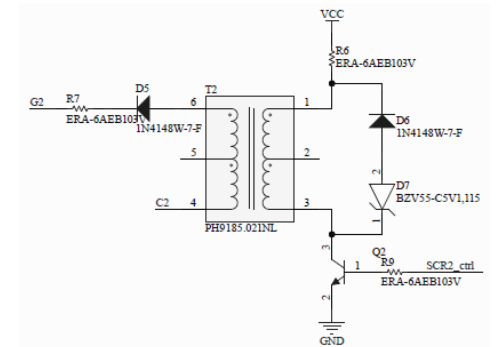 VCC
R6
ERA-6AEB103V
D5
T2
G2
R7
6
1
ERA-6AEB103V
1N4148W-7-F
D6
1N4148W-7-F
5
2
2
D7
BZV55-C5V1,115
C2
4
3
1
PH9185.021NL
3
Q2
1
R9
SCR2_ctrl
ERA-6AEB103V
2
GND